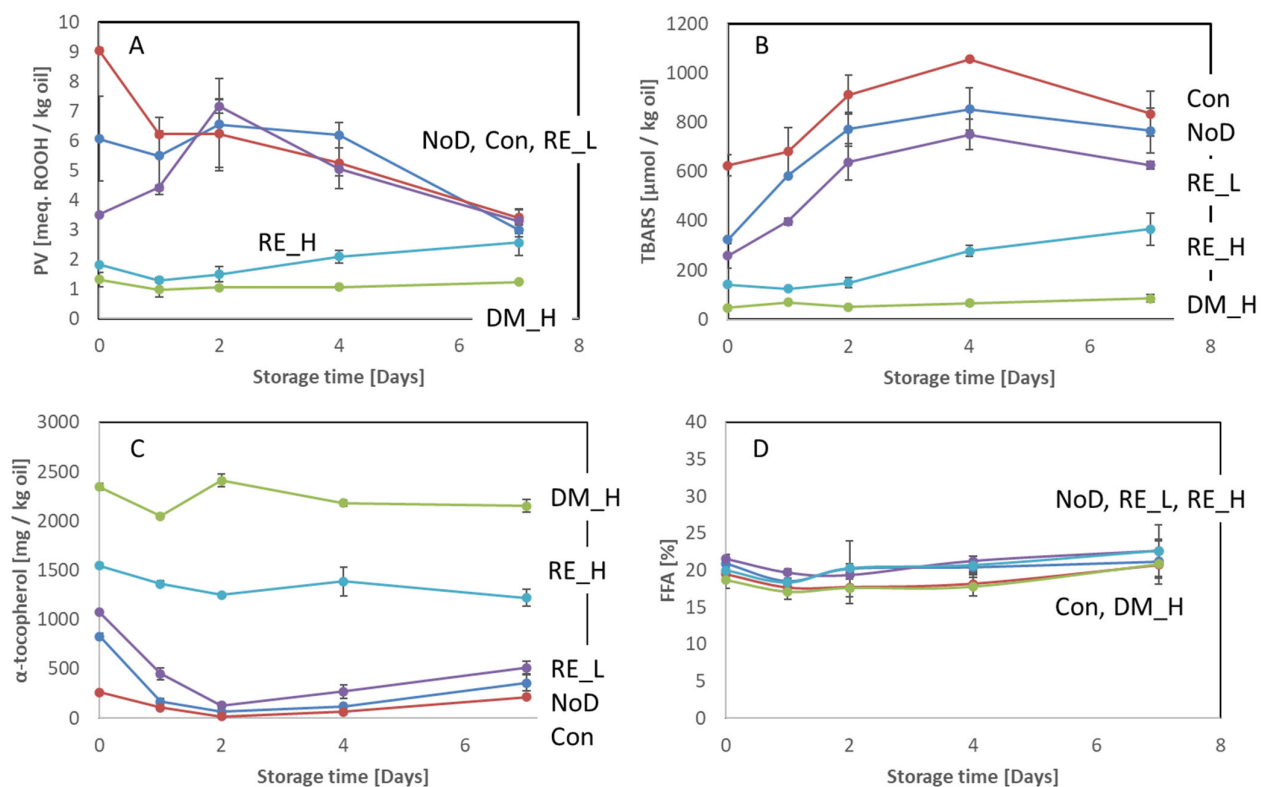 A
PV [meq. ROOH / kg oil]
10
9
8
7
6
5
4
3
2
1
0
NoD, Con, RE_L
RE_H
DM_H
0 2 4 6 8
Storage time [Days]
B
TBARS [µmol / kg oil]
1200
1000
800
600
400
200
0
Con
NoD
RE_L
RE_H
DM_H
0 2 4 6 8
Storage time [Days]
C
α-tocopherol [mg / kg oil]
3000
2500
2000
1500
1000
500
0
DM_H
RE_H
RE_L
NoD
Con
0 2 4 6
Storage time [Days]
D
FFA [%]
40
35
30
25
20
15
10
5
0
NoD, RE_L, RE_H
Con, DM_H
0 2 4 6 8
Storage time [Days]